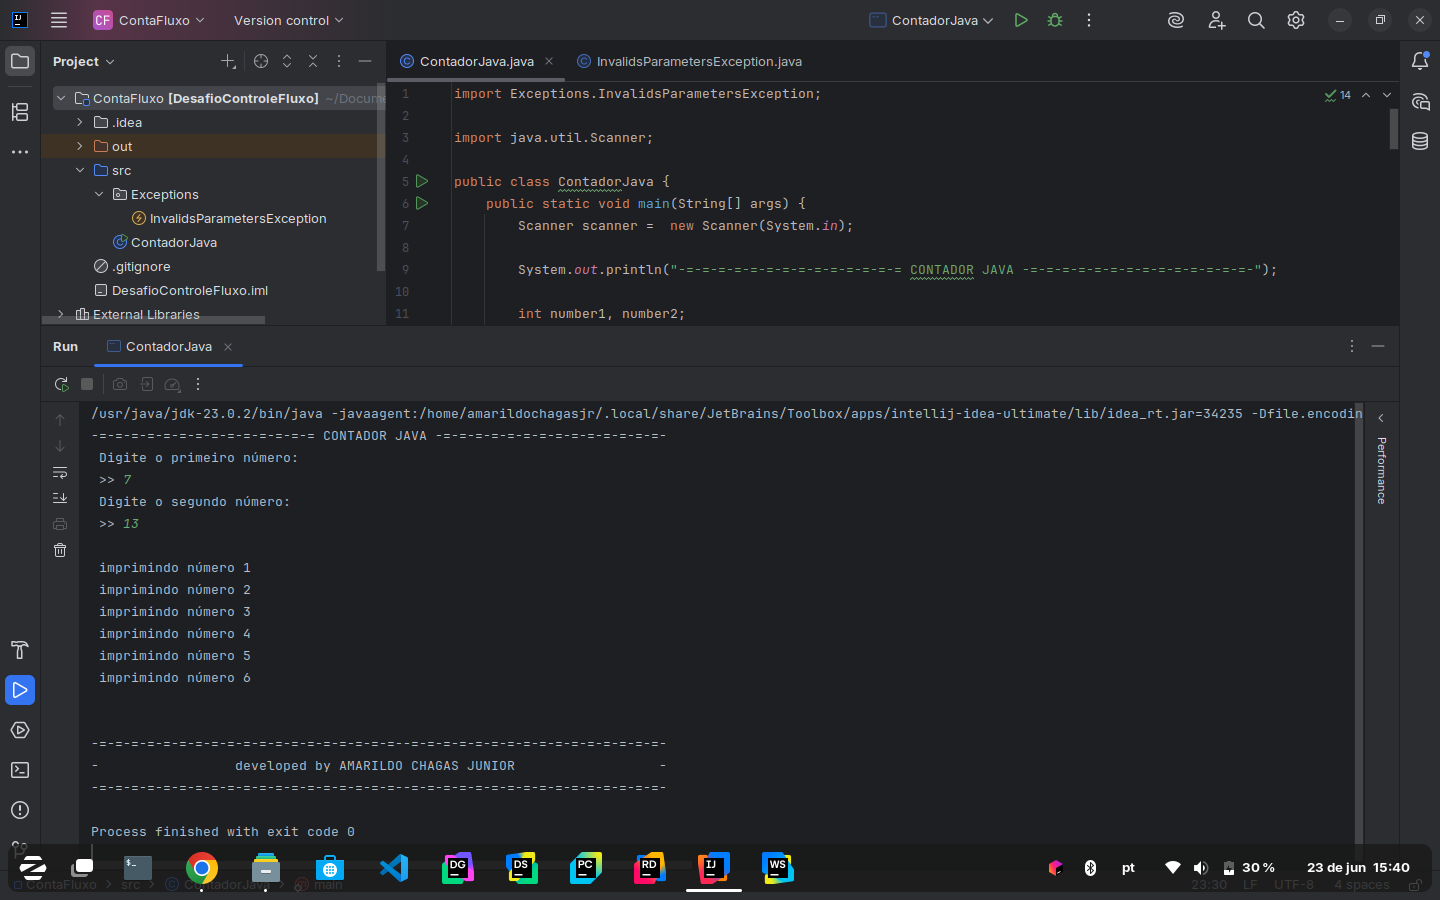 CF ContaFluxo Version control ContadorJava
Project
ContadorJava.java InvalidsParametersException.java
ContaFluxo [DesafioControleFluxo] ~/Docume
.idea
out
src
Exceptions
InvalidsParametersException
ContadorJava
.gitignore
DesafioControleFluxo.iml
External Libraries
1 import Exceptions.InvalidsParametersException;
2
3 import java.util.Scanner;
4
5 public class ContadorJava {
6 public static void main(String[] args) {
7 Scanner scanner =  new Scanner(System.in);
8
9 System.out.println("-=-=-=-=-=-=-=-=-=-=-=-=-=-= CONTADOR JAVA -=-=-=-=-=-=-=-=-=-=-=-=-=-=-");
10
11 int number1, number2;
14
Run ContadorJava
/usr/java/jdk-23.0.2/bin/java -javaagent:/home/amarildochagasjr/.local/share/JetBrains/Toolbox/apps/intellij-idea-ultimate/lib/idea_rt.jar=34235 -Dfile.encodin
-=-=-=-=-=-=-=-=-=-=-=-=-=-= CONTADOR JAVA -=-=-=-=-=-=-=-=-=-=-=-=-=-=-
Digite o primeiro número:
>> 7
Digite o segundo número:
>> 13
imprimindo número 1
imprimindo número 2
imprimindo número 3
imprimindo número 4
imprimindo número 5
imprimindo número 6
-=-=-=-=-=-=-=-=-=-=-=-=-=-=-=-=-=-=-=--=-=-=-=-=-=-=-=-=-=-=-=-=-=-=-=-
- developed by AMARILDO CHAGAS JUNIOR -
-=-=-=-=-=-=-=-=-=-=-=-=-=-=-=-=-=-=-=--=-=-=-=-=-=-=-=-=-=-=-=-=-=-=-=-
Process finished with exit code 0
Performance
$_ DG DS PC RD IJ WS pt 30 % 23 de jun 15:40
ContaFluxo > src > ContadorJava > main 23:30 LF UTF-8 4 spaces